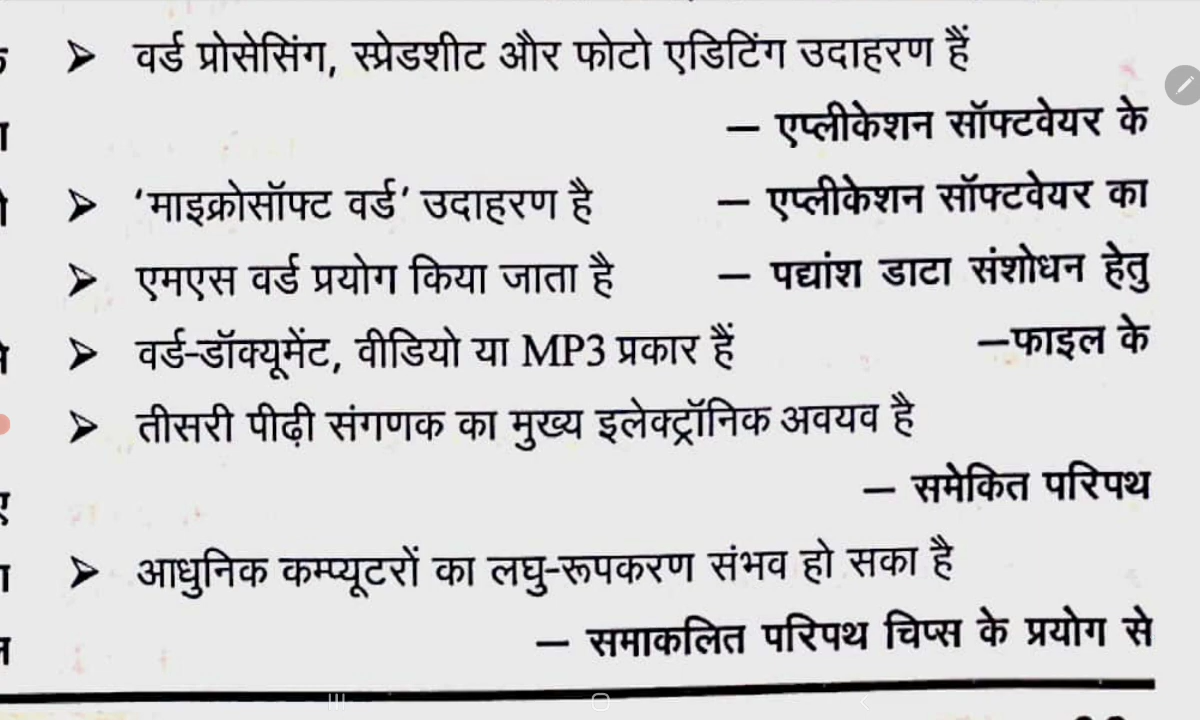 ➤ वर्ड प्रोसेसिंग, स्प्रेडशीट और फोटो एडिटिंग उदाहरण हैं
– एप्लीकेशन सॉफ्टवेयर के
➤ 'माइक्रोसॉफ्ट वर्ड' उदाहरण है – एप्लीकेशन सॉफ्टवेयर का
➤ एमएस वर्ड प्रयोग किया जाता है – पद्यांश डाटा संशोधन हेतु
➤ वर्ड-डॉक्यूमेंट, वीडियो या MP3 प्रकार हैं –फाइल के
➤ तीसरी पीढ़ी संगणक का मुख्य इलेक्ट्रॉनिक अवयव है
– समेकित परिपथ
➤ आधुनिक कम्प्यूटरों का लघु-रूपकरण संभव हो सका है
– समाकलित परिपथ चिप्स के प्रयोग से